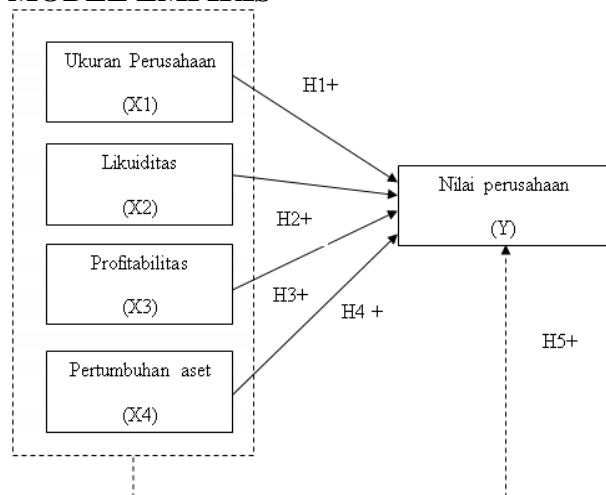 MODEL EMPIRIS
Ukuran Perusahaan
(X1)
H1+
Likuiditas
(X2)
Nilai perusahaan
(Y)
H2+
Profitabilitas
(X3)
H3+
H4 +
H5+
Pertumbuhan aset
(X4)